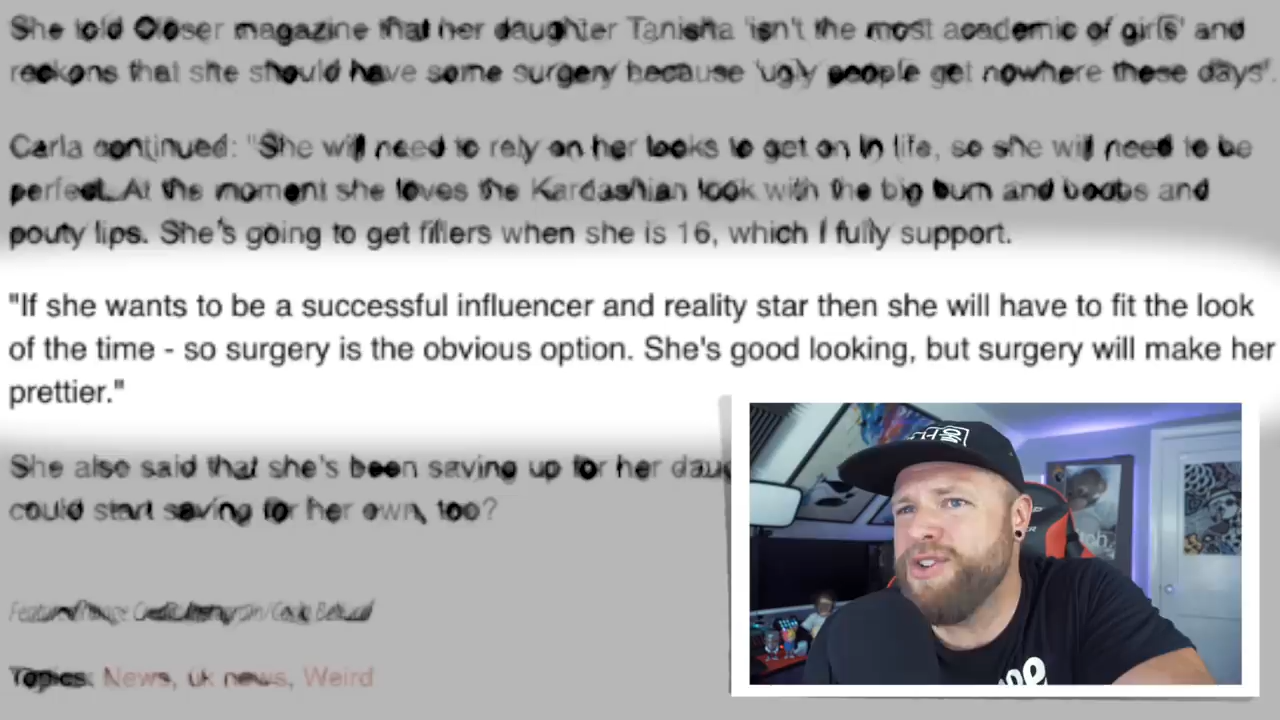 She told Closer magazine that her daughter Tanisha 'isn't the most academic of girls' and
reckons that she should have some surgery because 'ugly people get nowhere these days'.
Carla continued: "She will need to rely on her looks to get on in life, so she will need to be
perfect. At the moment she loves the Kardashian look with the big bum and boobs and
pouty lips. She's going to get fillers when she is 16, which I fully support.
"If she wants to be a successful influencer and reality star then she will have to fit the look
of the time - so surgery is the obvious option. She's good looking, but surgery will make her
prettier."
She also said that she's been saving up for her
could start saving for her own, too?
Topics: News, uk news, Weird